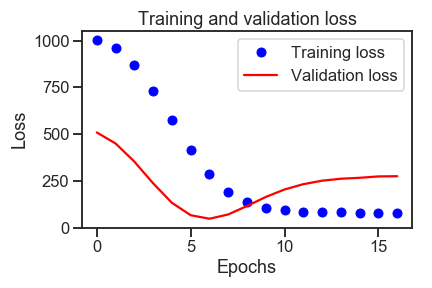 Training and validation loss
1000
750
500
250
0
Loss
Training loss
Validation loss
0 5 10 15
Epochs